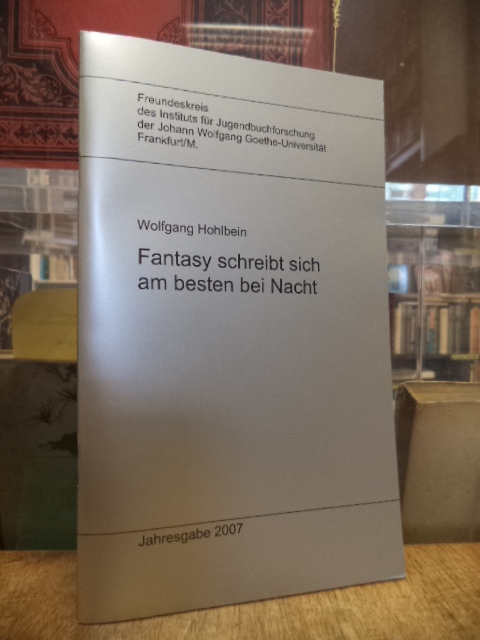 Freundeskreis
des Instituts für Jugendbuchforschung
der Johann Wolfgang Goethe-Universität
Frankfurt/M.
Wolfgang Hohlbein
Fantasy schreibt sich
am besten bei Nacht
Jahresgabe 2007